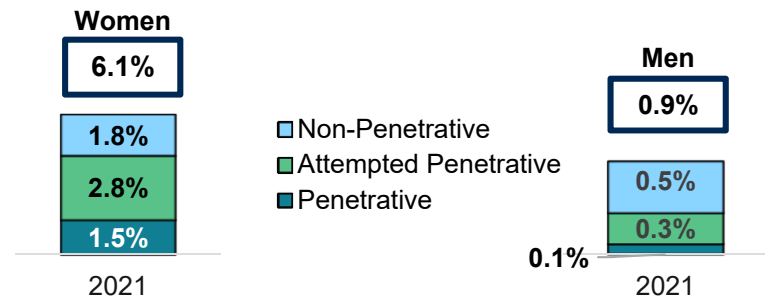 Women
6.1%
1.8%
2.8%
1.5%
2021
Non-Penetrative
Attempted Penetrative
Penetrative
Men
0.9%
0.5%
0.3%
0.1%
2021